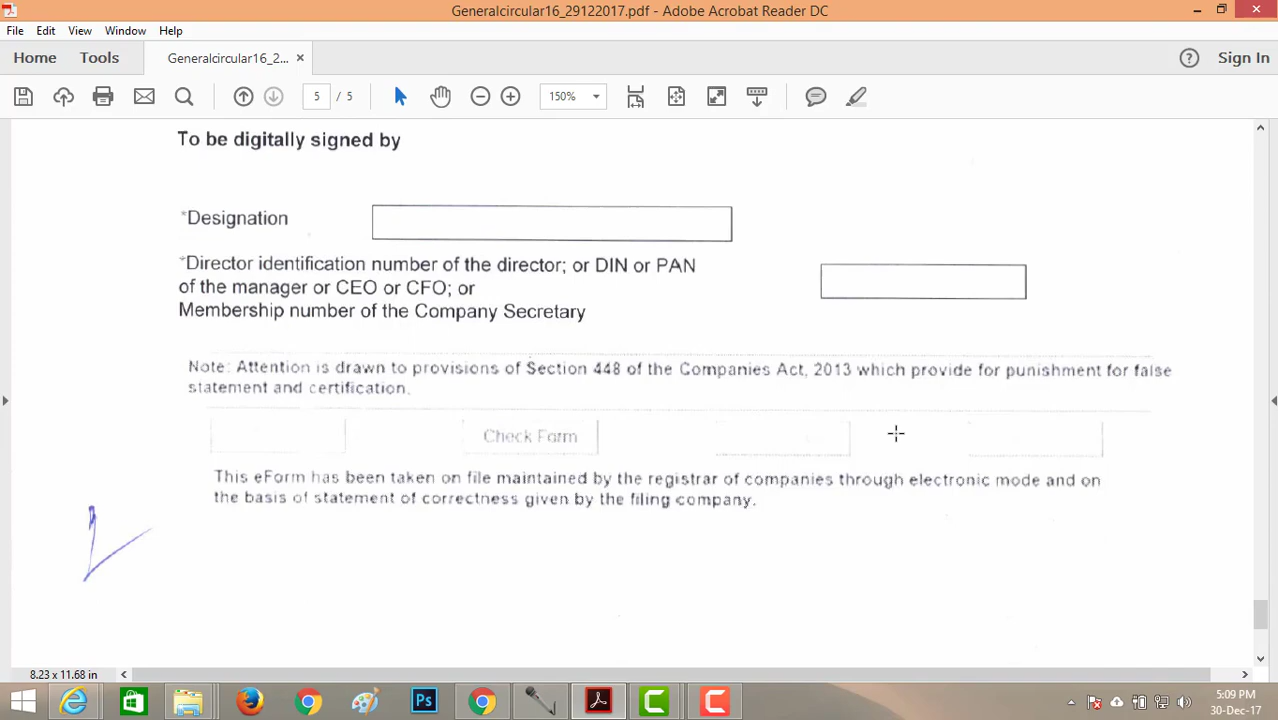 Generalcircular16_29122017.pdf - Adobe Acrobat Reader DC
File Edit View Window Help
Home Tools Generalcircular16_2... × Sign In
5 / 5 150%
To be digitally signed by
*Designation
*Director identification number of the director; or DIN or PAN
of the manager or CEO or CFO; or
Membership number of the Company Secretary
Note: Attention is drawn to provisions of Section 448 of the Companies Act, 2013 which provide for punishment for false
statement and certification.
Check Form
This eForm has been taken on file maintained by the registrar of companies through electronic mode and on
the basis of statement of correctness given by the filing company.
8.23 x 11.68 in
Ps
5:09 PM
30-Dec-17